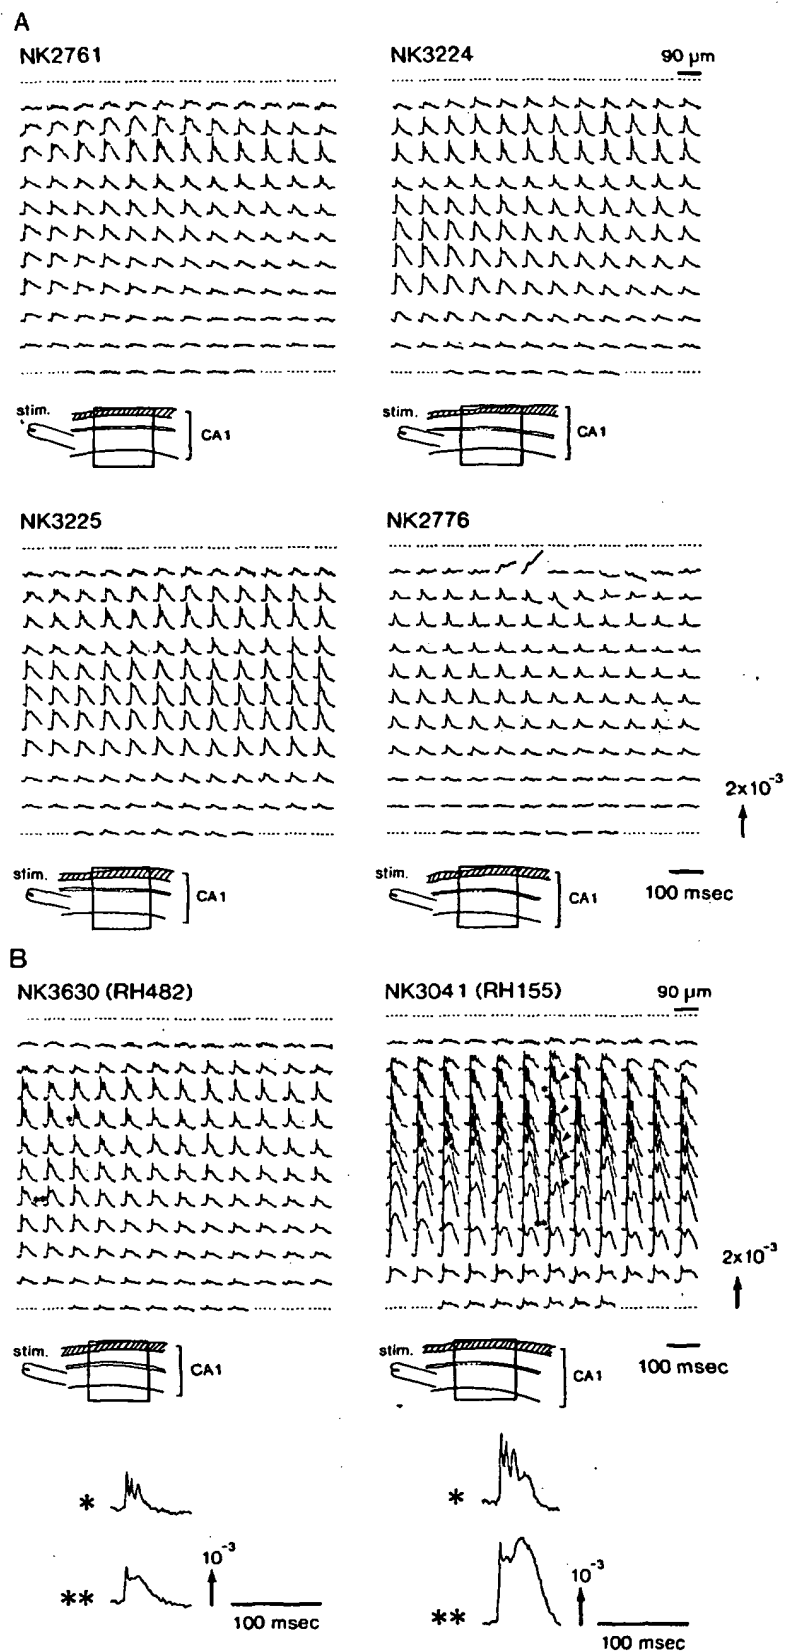 A
NK2761
NK3224
90 µm
stim.
CA1
stim.
CA1
NK3225
NK2776
2x10⁻³
stim.
CA1
stim.
CA1
100 msec
B
NK3630 (RH482)
NK3041 (RH155)
90 µm
*
*
**
**
2x10⁻³
stim.
CA1
stim.
CA1
100 msec
*
*
**
10⁻³
100 msec
**
10⁻³
100 msec